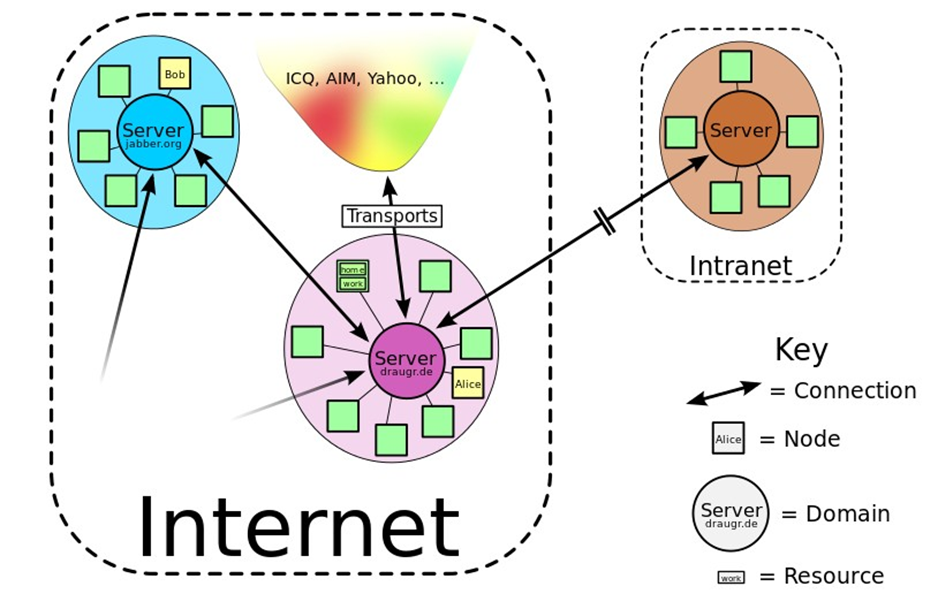 Bob
Server
jabber.org
ICQ, AIM, Yahoo, ...
Server
Intranet
Transports
home
work
Server
draugr.de
Alice
Internet
Key
= Connection
Alice
= Node
Server
draugr.de
= Domain
work
= Resource